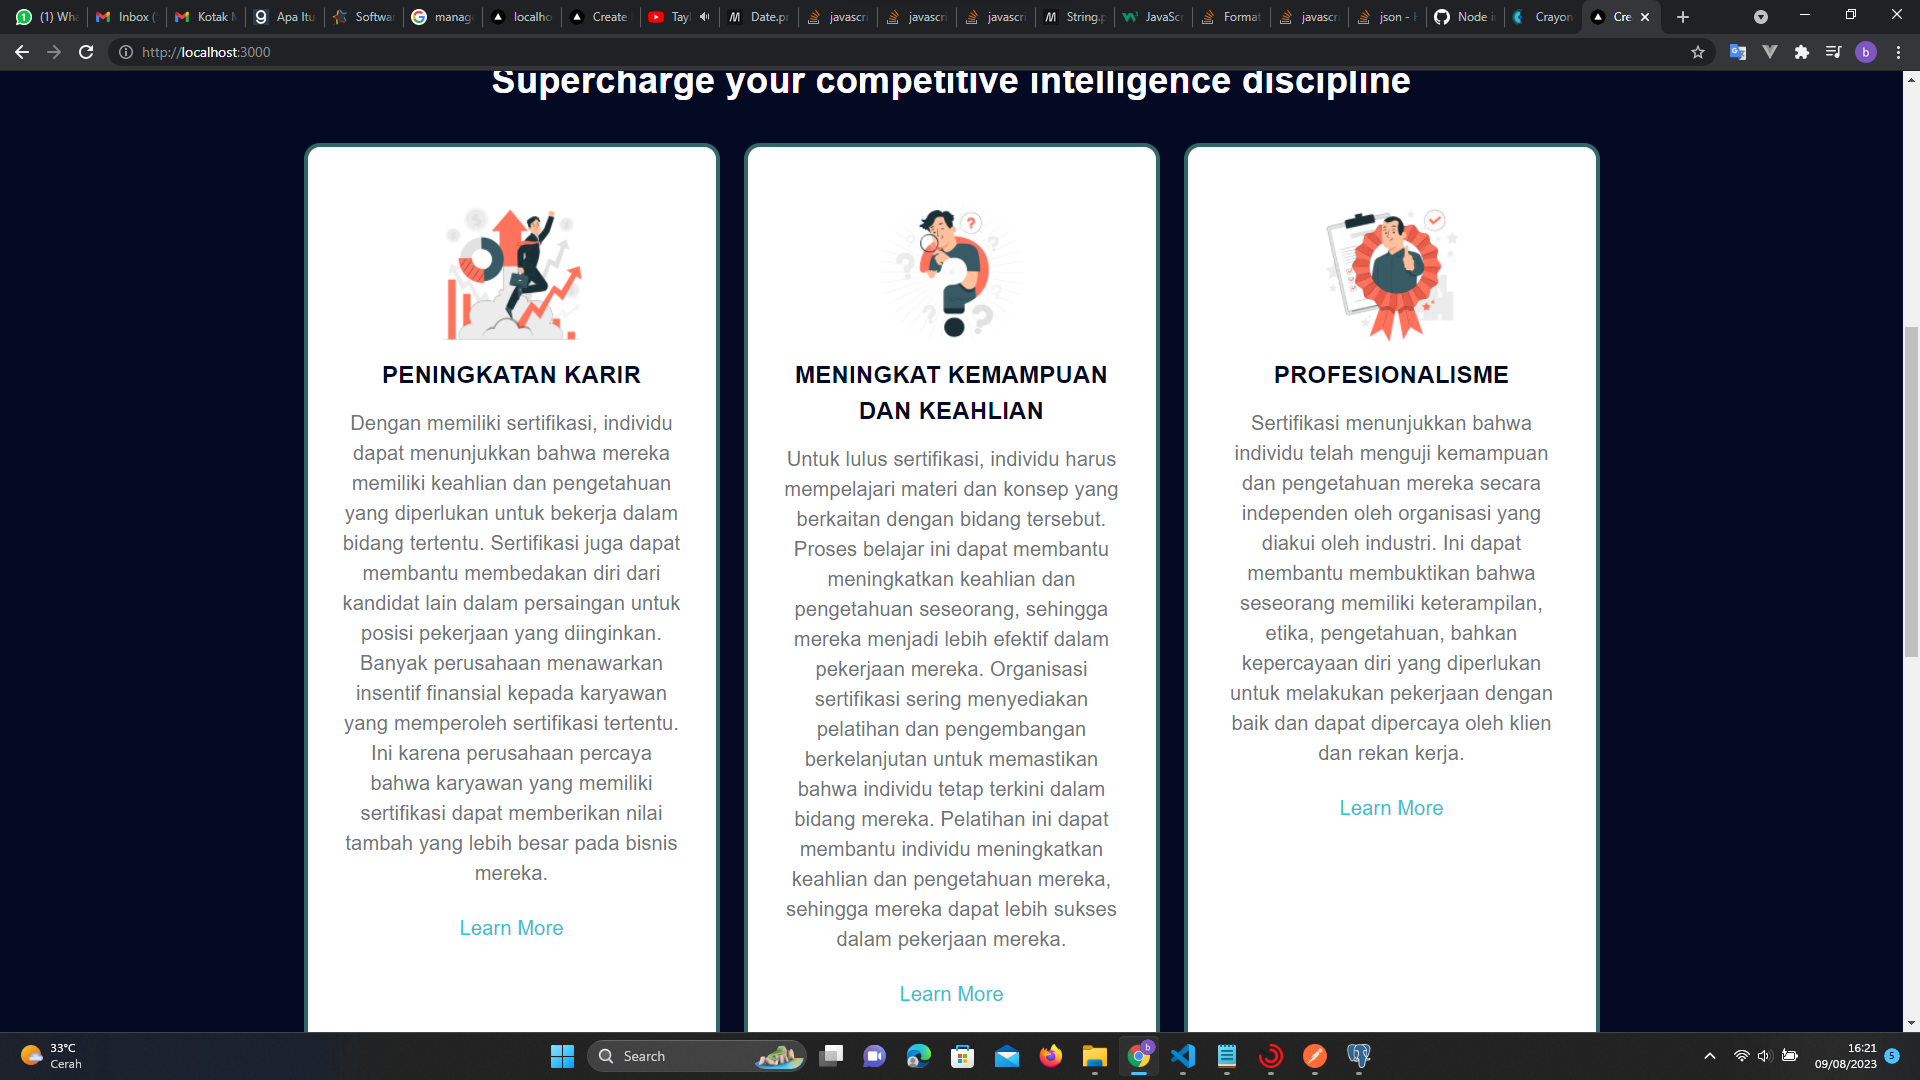 (1) Wha
Inbox (
Kotak M
Apa Itu
Softwar
manag
localho
Create
Tayl
Date.pr
javascri
javascri
javascri
String.p
JavaScr
Format
javascri
json - H
Node i
Crayon
Cre
http://localhost:3000
b
Supercharge your competitive intelligence discipline
PENINGKATAN KARIR
Dengan memiliki sertifikasi, individu
dapat menunjukkan bahwa mereka
memiliki keahlian dan pengetahuan
yang diperlukan untuk bekerja dalam
bidang tertentu. Sertifikasi juga dapat
membantu membedakan diri dari
kandidat lain dalam persaingan untuk
posisi pekerjaan yang diinginkan.
Banyak perusahaan menawarkan
insentif finansial kepada karyawan
yang memperoleh sertifikasi tertentu.
Ini karena perusahaan percaya
bahwa karyawan yang memiliki
sertifikasi dapat memberikan nilai
tambah yang lebih besar pada bisnis
mereka.
Learn More
MENINGKAT KEMAMPUAN
DAN KEAHLIAN
Untuk lulus sertifikasi, individu harus
mempelajari materi dan konsep yang
berkaitan dengan bidang tersebut.
Proses belajar ini dapat membantu
meningkatkan keahlian dan
pengetahuan seseorang, sehingga
mereka menjadi lebih efektif dalam
pekerjaan mereka. Organisasi
sertifikasi sering menyediakan
pelatihan dan pengembangan
berkelanjutan untuk memastikan
bahwa individu tetap terkini dalam
bidang mereka. Pelatihan ini dapat
membantu individu meningkatkan
keahlian dan pengetahuan mereka,
sehingga mereka dapat lebih sukses
dalam pekerjaan mereka.
Learn More
PROFESIONALISME
Sertifikasi menunjukkan bahwa
individu telah menguji kemampuan
dan pengetahuan mereka secara
independen oleh organisasi yang
diakui oleh industri. Ini dapat
membantu membuktikan bahwa
seseorang memiliki keterampilan,
etika, pengetahuan, bahkan
kepercayaan diri yang diperlukan
untuk melakukan pekerjaan dengan
baik dan dapat dipercaya oleh klien
dan rekan kerja.
Learn More
33°C
Cerah
Search
16:21
09/08/2023
5